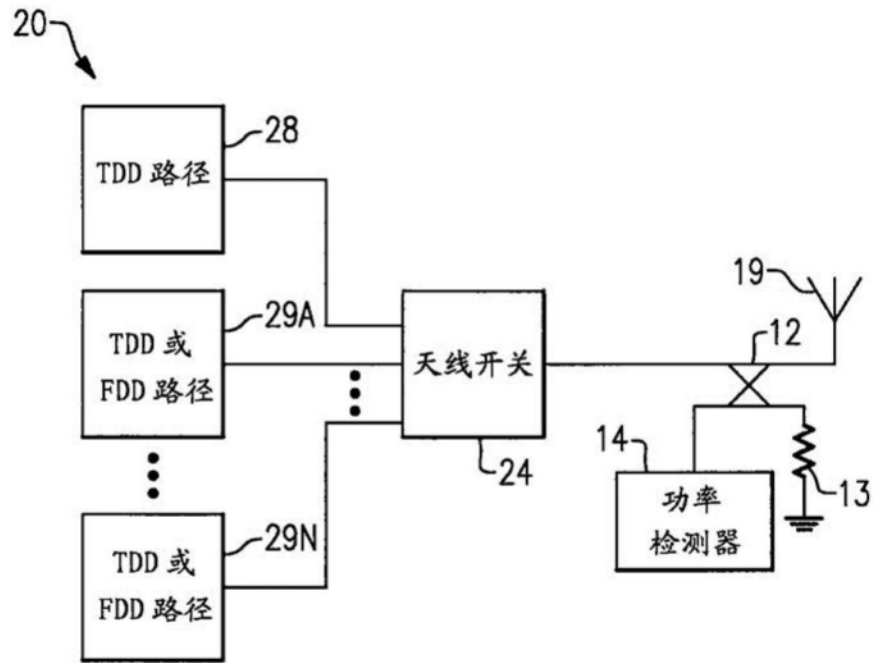 20
28
TDD 路径
29A
TDD 或
FDD 路径
29N
TDD 或
FDD 路径
天线开关
24
19
12
14
功率
检测器
13